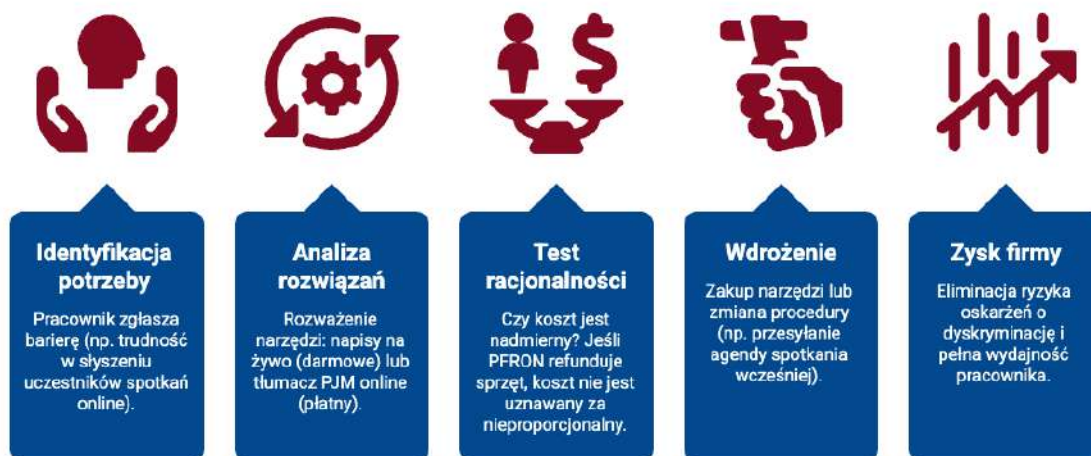 Identyfikacja
potrzeby
Pracownik zgłasza
barierę (np. trudność
w słyszeniu
uczestników spotkań
online).
Analiza
rozwiązań
Rozważenie
narzędzi: napisy na
żywo (darmowe) lub
tłumacz PJM online
(płatny).
Test
racjonalności
Czy koszt jest
nadmierny? Jeśli
PFRON refunduje
sprzęt, koszt nie jest
uznawany za
nieproporcjonalny.
Wdrożenie
Zakup narzędzi lub
zmiana procedury
(np. przesyłanie
agendy spotkania
wcześniej).
Zysk firmy
Eliminacja ryzyka
oskarżeń o
dyskryminację i
pełna wydajność
pracownika.